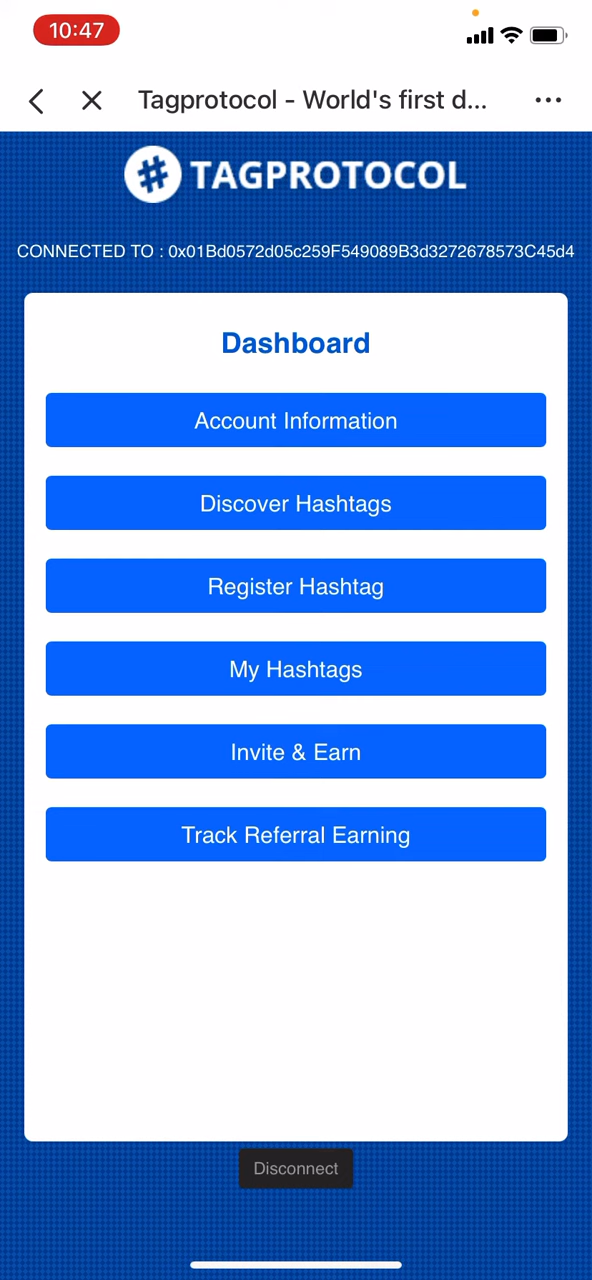 10:47
Tagprotocol - World's first d...
# TAGPROTOCOL
CONNECTED TO : 0x01Bd0572d05c259F549089B3d3272678573C45d4
Dashboard
Account Information
Discover Hashtags
Register Hashtag
My Hashtags
Invite & Earn
Track Referral Earning
Disconnect